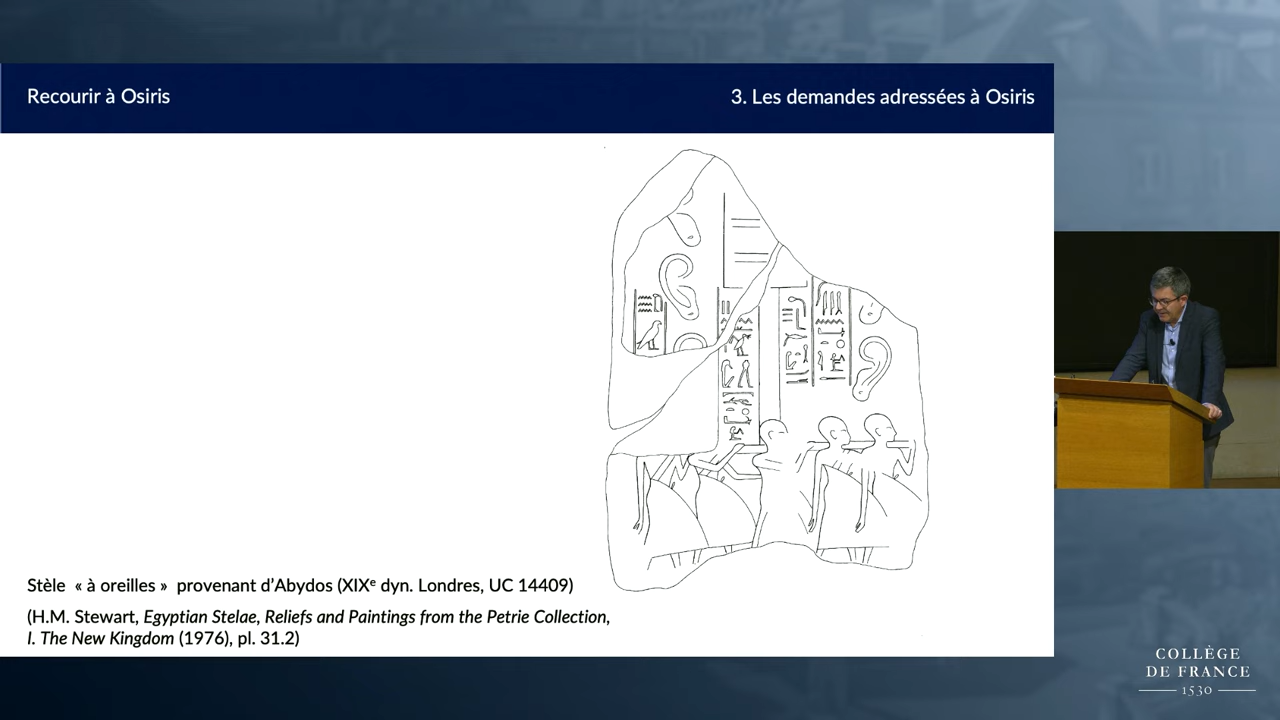 Recourir à Osiris
3. Les demandes adressées à Osiris
Stèle « à oreilles » provenant d’Abydos (XIXᵉ dyn. Londres, UC 14409)
(H.M. Stewart, Egyptian Stelae, Reliefs and Paintings from the Petrie Collection,
I. The New Kingdom (1976), pl. 31.2)
COLLÈGE
DE FRANCE
1530